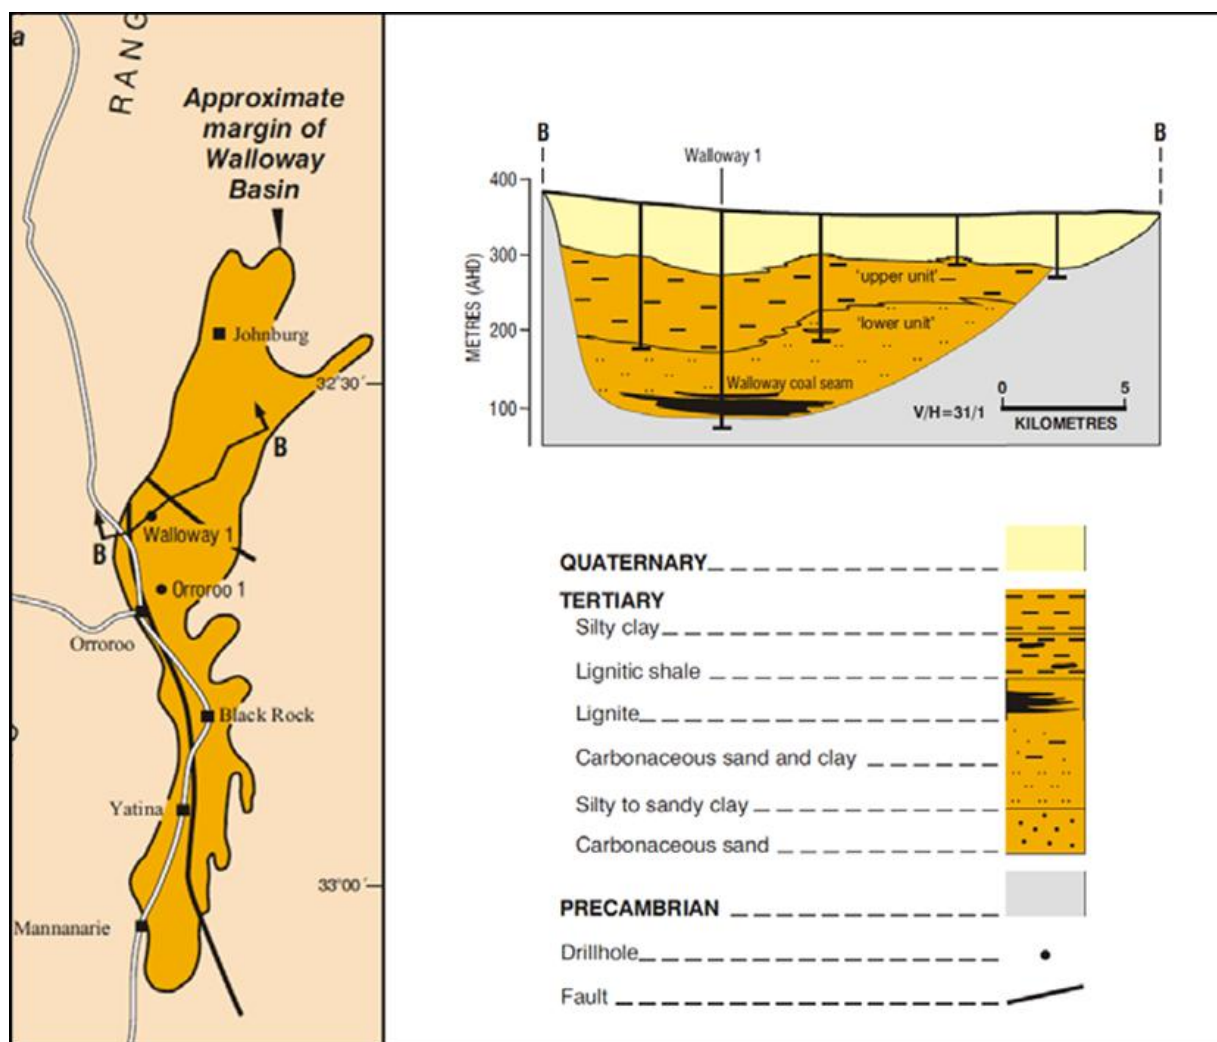 a
RANG
Approximate
margin of
Walloway
Basin
Johnburg
32°30´
B
Walloway 1
B
Orroroo 1
Orroroo
Black Rock
Yatina
33°00´
Mannanarie
B
B
Walloway 1
400
300
200
100
METRES (AHD)
'upper unit'
'lower unit'
Walloway coal seam
V/H=31/1
0 5
KILOMETRES
QUATERNARY
TERTIARY
Silty clay
Lignitic shale
Lignite
Carbonaceous sand and clay
Silty to sandy clay
Carbonaceous sand
PRECAMBRIAN
Drillhole
Fault